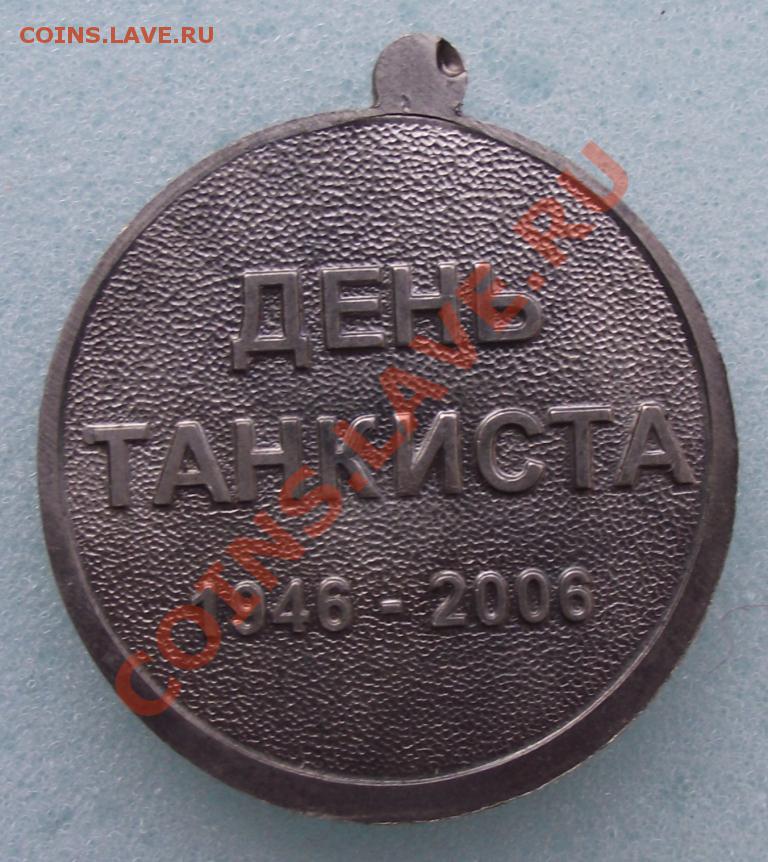 COINS.LAVE.RU
ДЕНЬ
ТАНКИСТА
1946 - 2006
COINS.LAVE.RU